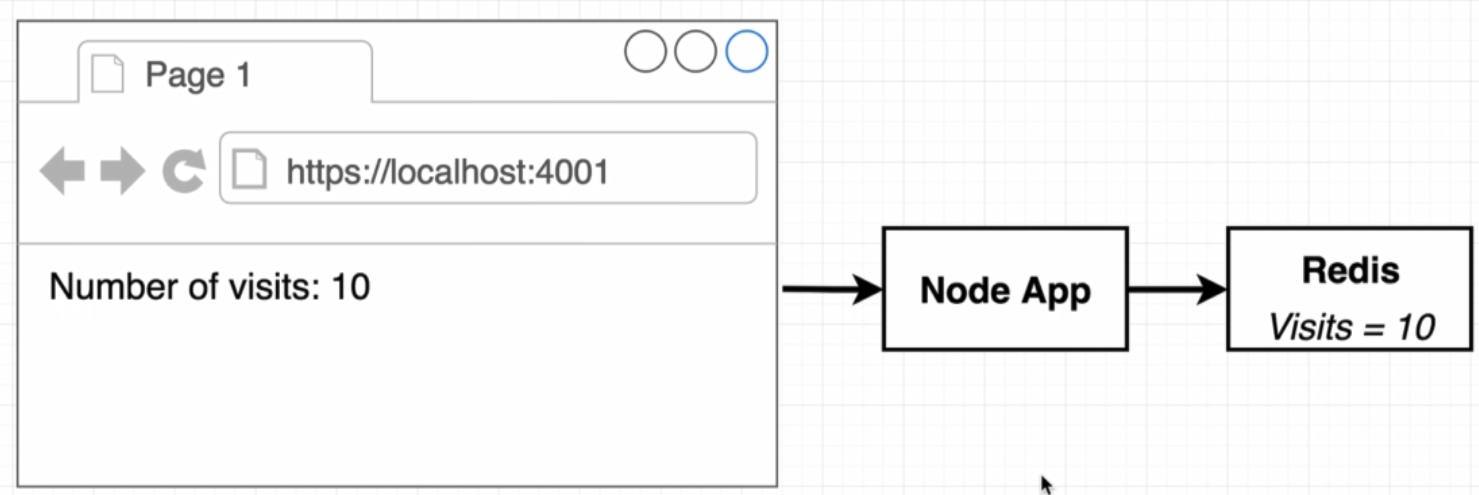 Page 1
https://localhost:4001
Number of visits: 10
Node App
Redis
Visits = 10